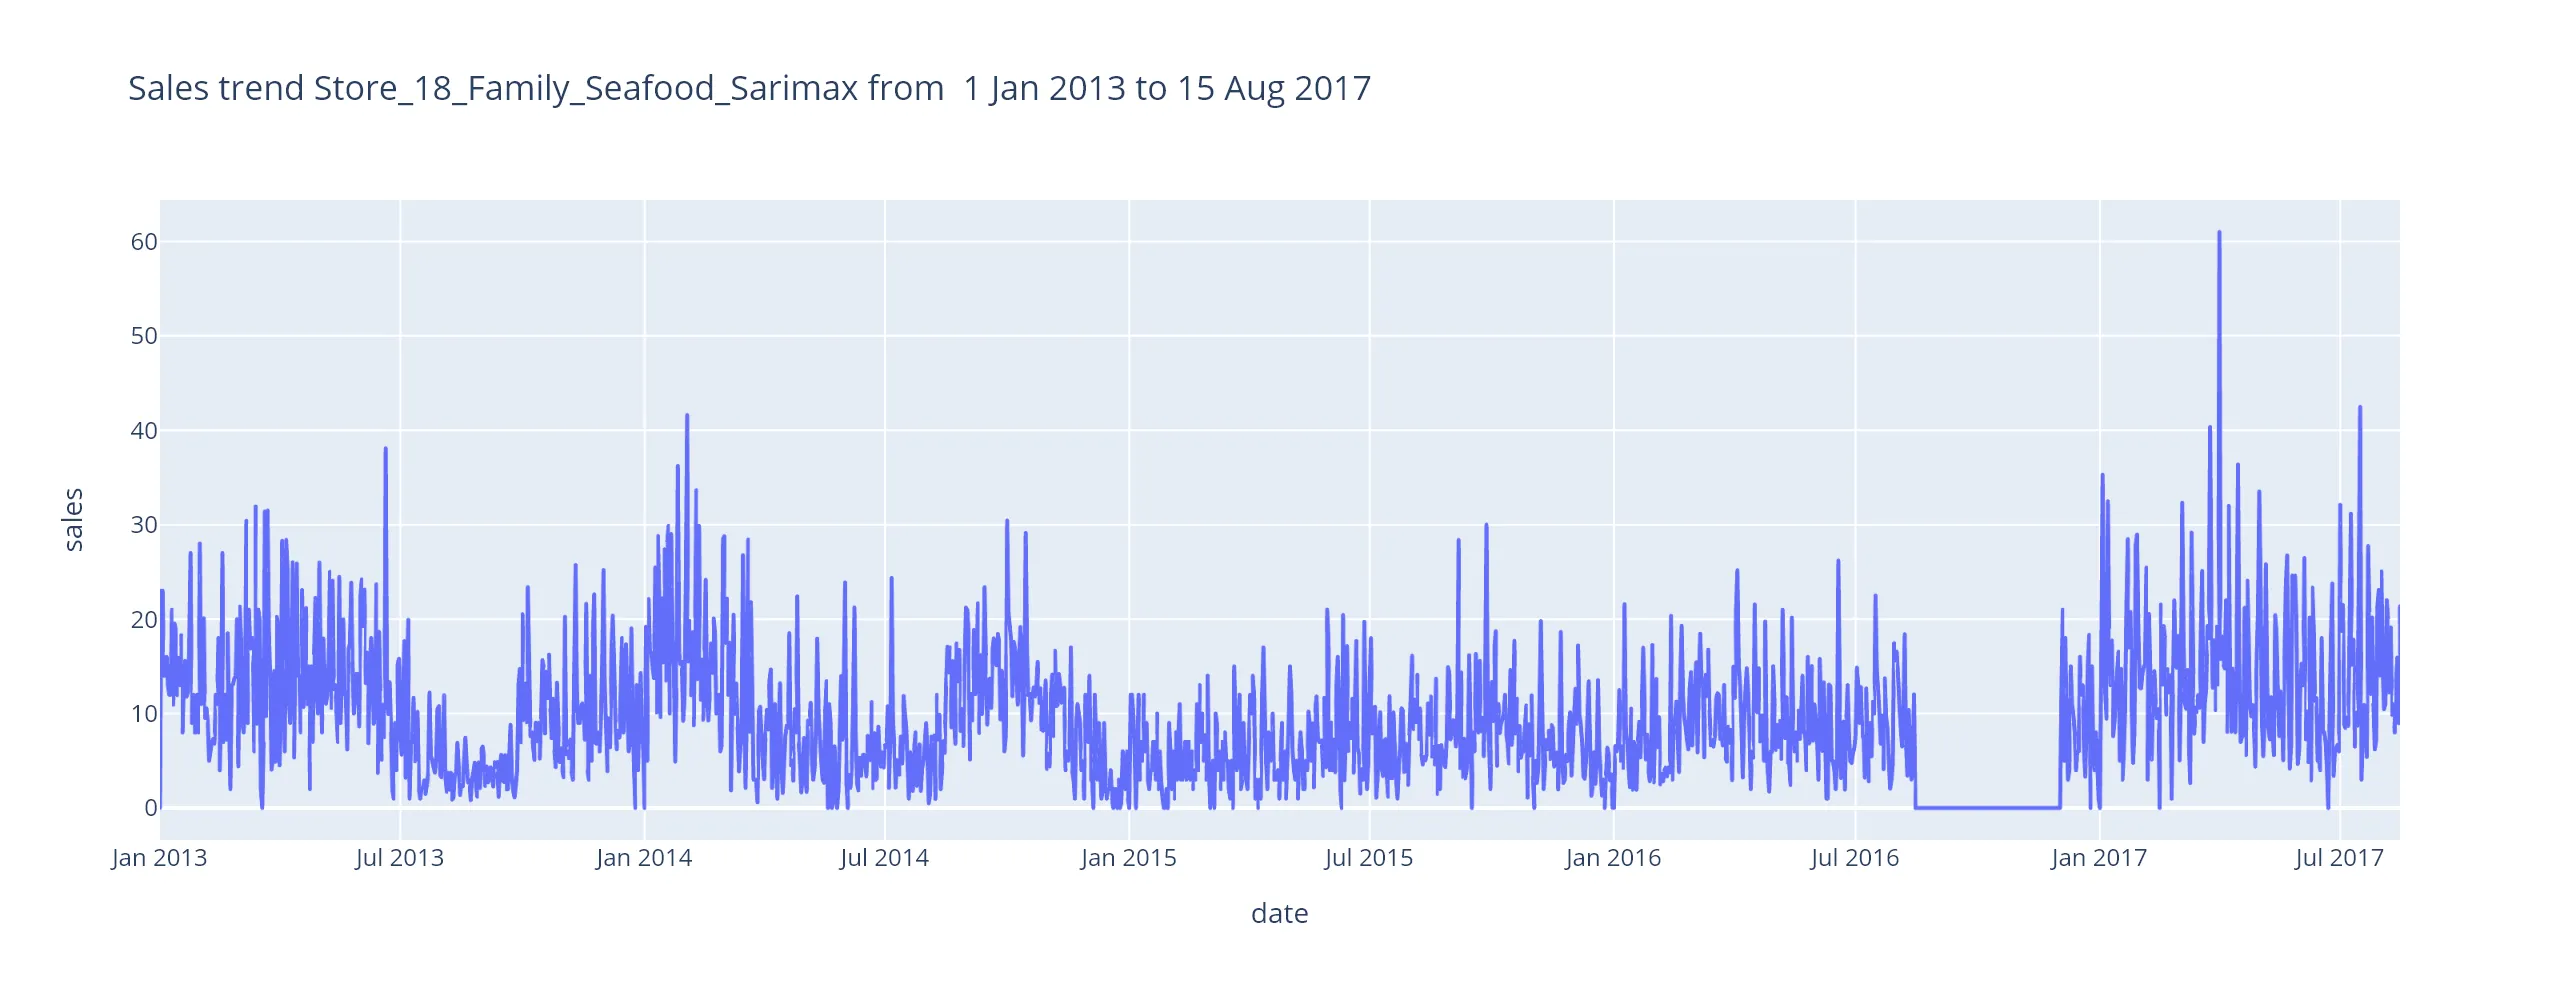 Sales trend Store_18_Family_Seafood_Sarimax from  1 Jan 2013 to 15 Aug 2017
60
50
40
30
20
10
0
sales
Jan 2013 Jul 2013 Jan 2014 Jul 2014 Jan 2015 Jul 2015 Jan 2016 Jul 2016 Jan 2017 Jul 2017
date